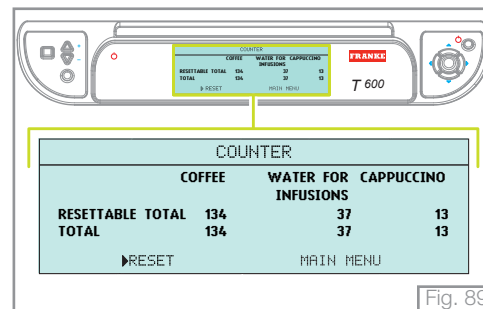 COUNTER
COFFEE WATER FOR CAPPUCCINO
INFUSIONS
RESETTABLE TOTAL 134 37 13
TOTAL 134 37 13
▶RESET MAIN MENU
FRANKE
T 600
COUNTER
COFFEE WATER FOR CAPPUCCINO
INFUSIONS
RESETTABLE TOTAL 134 37 13
TOTAL 134 37 13
▶RESET MAIN MENU
Fig. 89